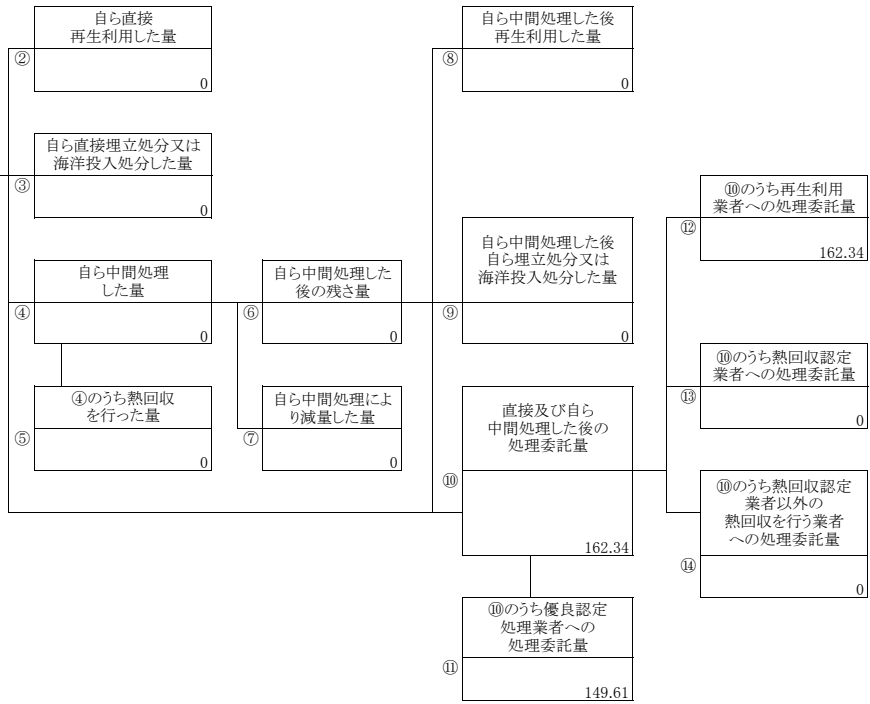 自ら直接
再生利用した量
②
0
自ら直接埋立処分又は
海洋投入処分した量
③
0
自ら中間処理
した量
④
0
④のうち熱回収
を行った量
⑤
0
自ら中間処理した
後の残さ量
⑥
0
自ら中間処理によ
り減量した量
⑦
0
自ら中間処理した後
再生利用した量
⑧
0
自ら中間処理した後
自ら埋立処分又は
海洋投入処分した量
⑨
0
直接及び自ら
中間処理した後の
処理委託量
⑩
162.34
⑩のうち優良認定
処理業者への
処理委託量
⑪
149.61
⑩のうち再生利用
業者への処理委託量
⑫
162.34
⑩のうち熱回収認定
業者への処理委託量
⑬
0
⑩のうち熱回収認定
業者以外の
熱回収を行う業者
への処理委託量
⑭
0